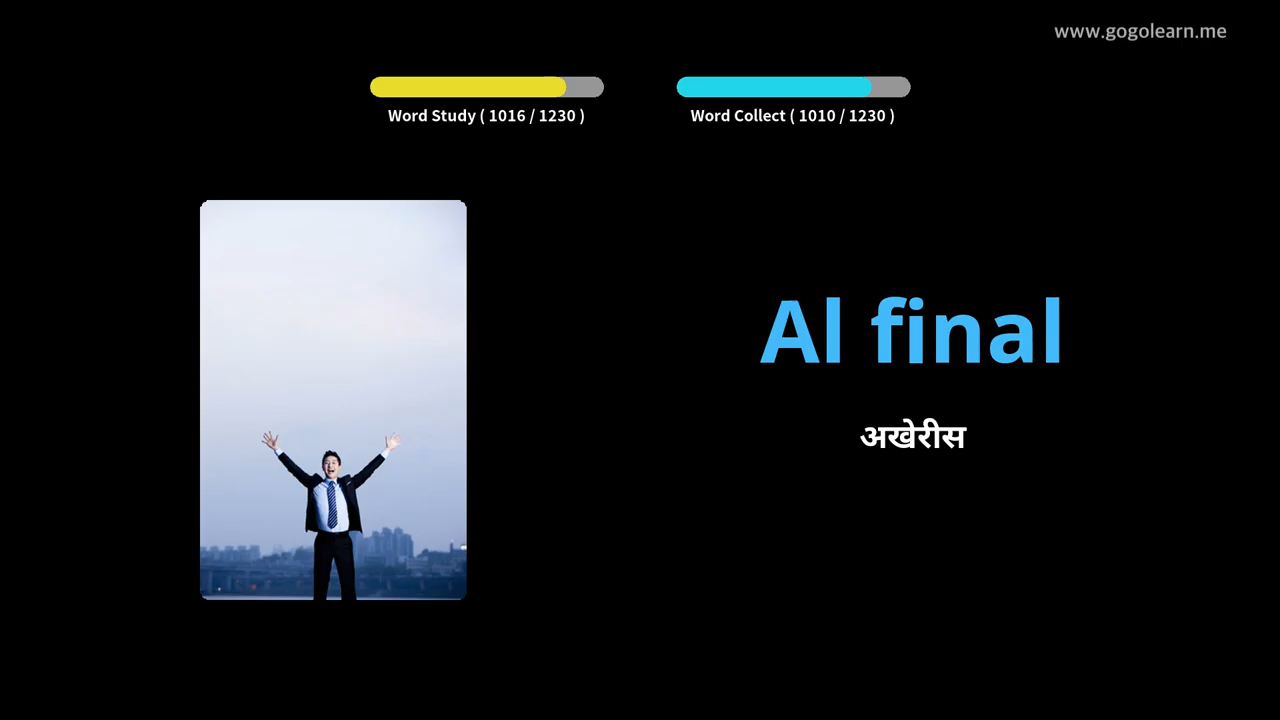 www.gogolearn.me
Word Study ( 1016 / 1230 )
Word Collect ( 1010 / 1230 )
Al final
अखेरीस